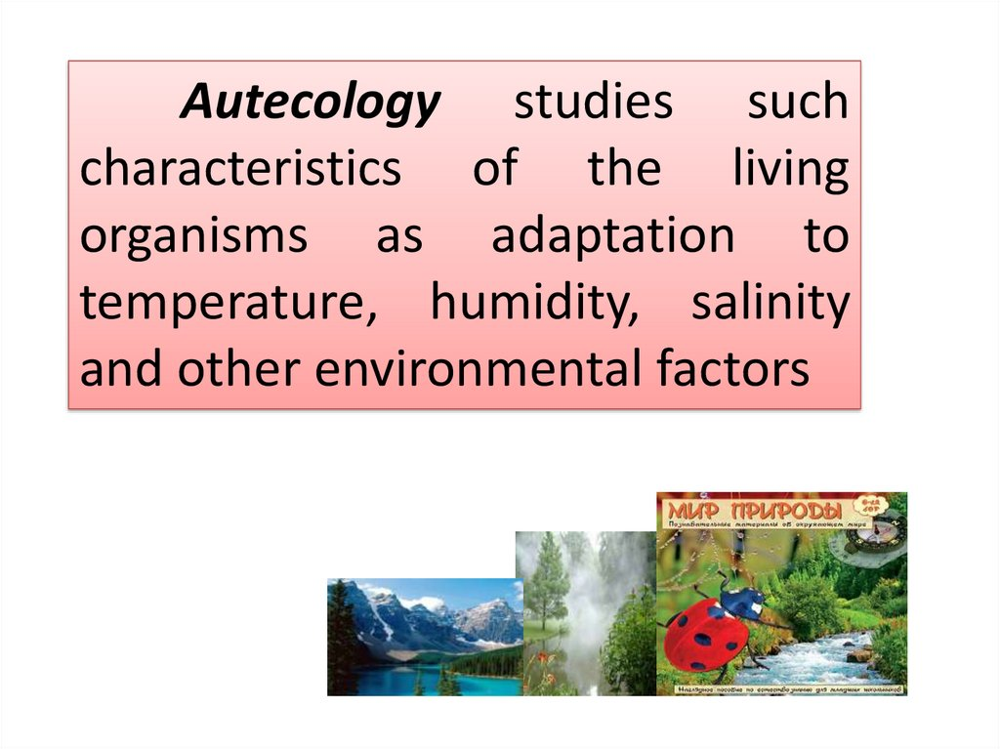 Autecology studies such
characteristics of the living
organisms as adaptation to
temperature, humidity, salinity
and other environmental factors
МИР ПРИРОДЫ
Познавательные материалы об окружающем мире
Наглядное пособие по естествознанию для младших школьников